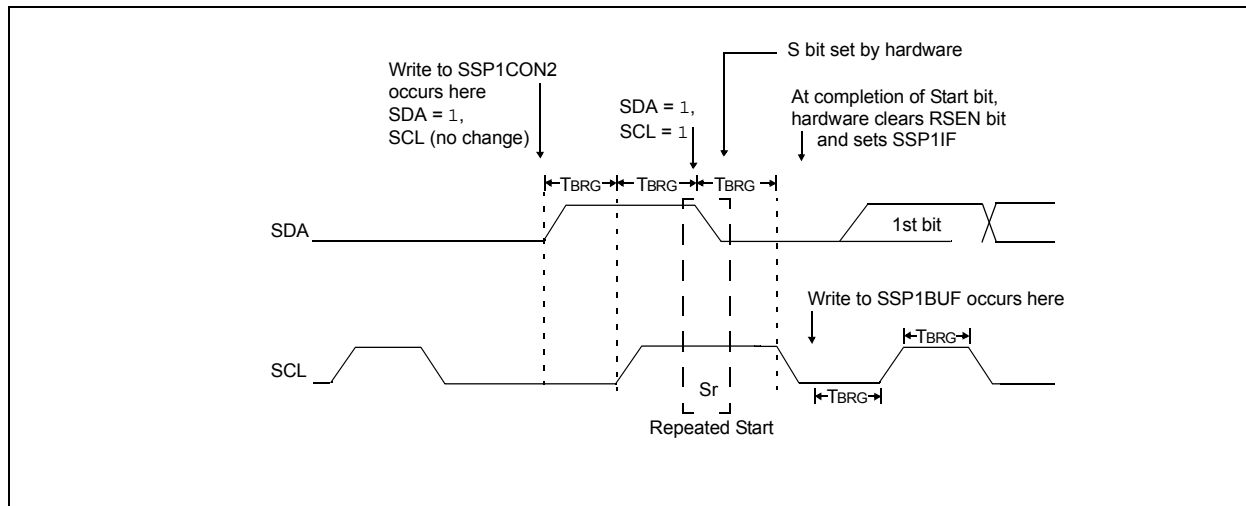 S bit set by hardware
Write to SSP1CON2
occurs here
SDA = 1,
SCL (no change)
SDA = 1,
SCL = 1
At completion of Start bit,
hardware clears RSEN bit
and sets SSP1IF
TBRG
TBRG
TBRG
SDA
1st bit
Write to SSP1BUF occurs here
TBRG
SCL
Sr
TBRG
Repeated Start